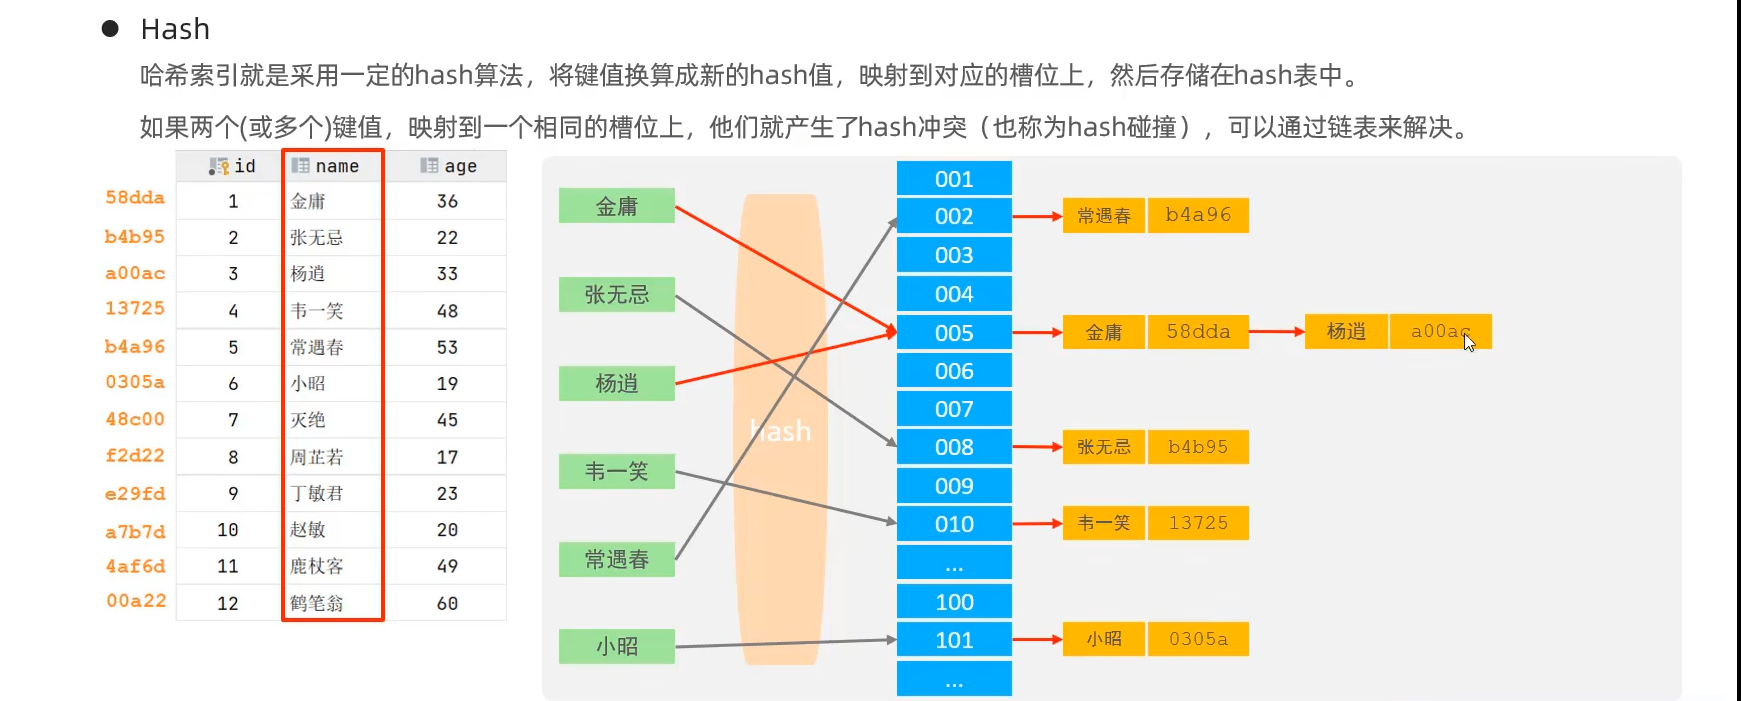 ● Hash
哈希索引就是采用一定的hash算法，将键值换算成新的hash值，映射到对应的槽位上，然后存储在hash表中。
如果两个(或多个)键值，映射到一个相同的槽位上，他们就产生了hash冲突（也称为hash碰撞），可以通过链表来解决。
id name age
58dda 1 金庸 36
b4b95 2 张无忌 22
a00ac 3 杨逍 33
13725 4 韦一笑 48
b4a96 5 常遇春 53
0305a 6 小昭 19
48c00 7 灭绝 45
f2d22 8 周芷若 17
e29fd 9 丁敏君 23
a7b7d 10 赵敏 20
4af6d 11 鹿杖客 49
00a22 12 鹤笔翁 60
金庸
张无忌
杨逍
韦一笑
常遇春
小昭
hash
001
002 常遇春 b4a96
003
004
005 金庸 58dda 杨逍 a00ac
006
007
008 张无忌 b4b95
009
010 韦一笑 13725
...
100
101 小昭 0305a
...